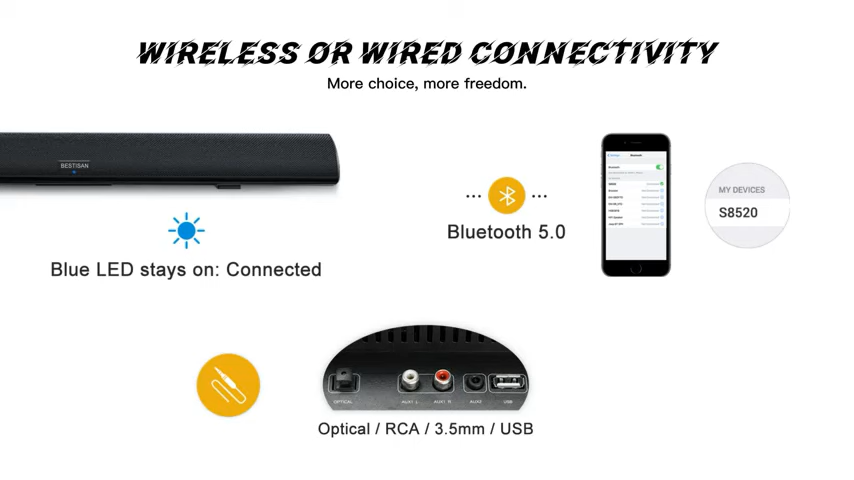 WIRELESS OR WIRED CONNECTIVITY
More choice, more freedom.
BESTISAN
Blue LED stays on: Connected
Bluetooth 5.0
MY DEVICES
S8520
OPTICAL
AUX1 L
AUX1 R
AUX2
USB
Optical / RCA / 3.5mm / USB